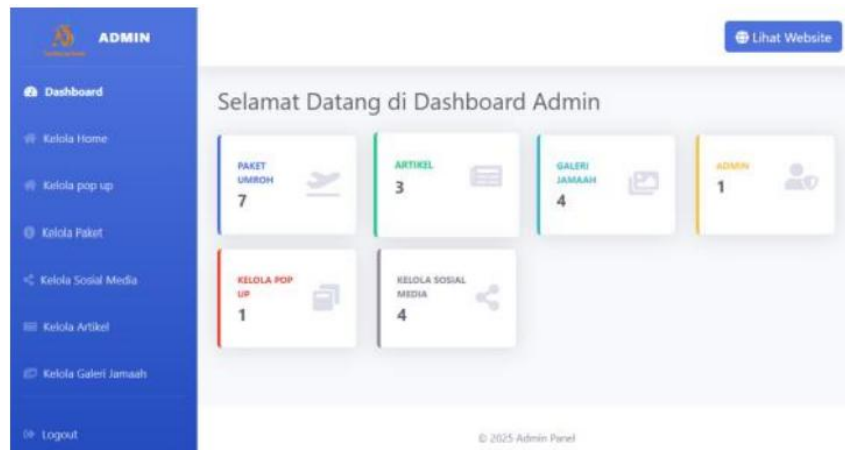 ADMIN
Lihat Website
Dashboard
Selamat Datang di Dashboard Admin
Kelola Home
Kelola pop up
Kelola Paket
Kelola Sosial Media
Kelola Artikel
Kelola Galeri Jamaah
Logout
PAKET
UMROH
7
ARTIKEL
3
GALERI
JAMAAH
4
ADMIN
1
KELOLA POP
UP
1
KELOLA SOSIAL
MEDIA
4
© 2025 Admin Panel